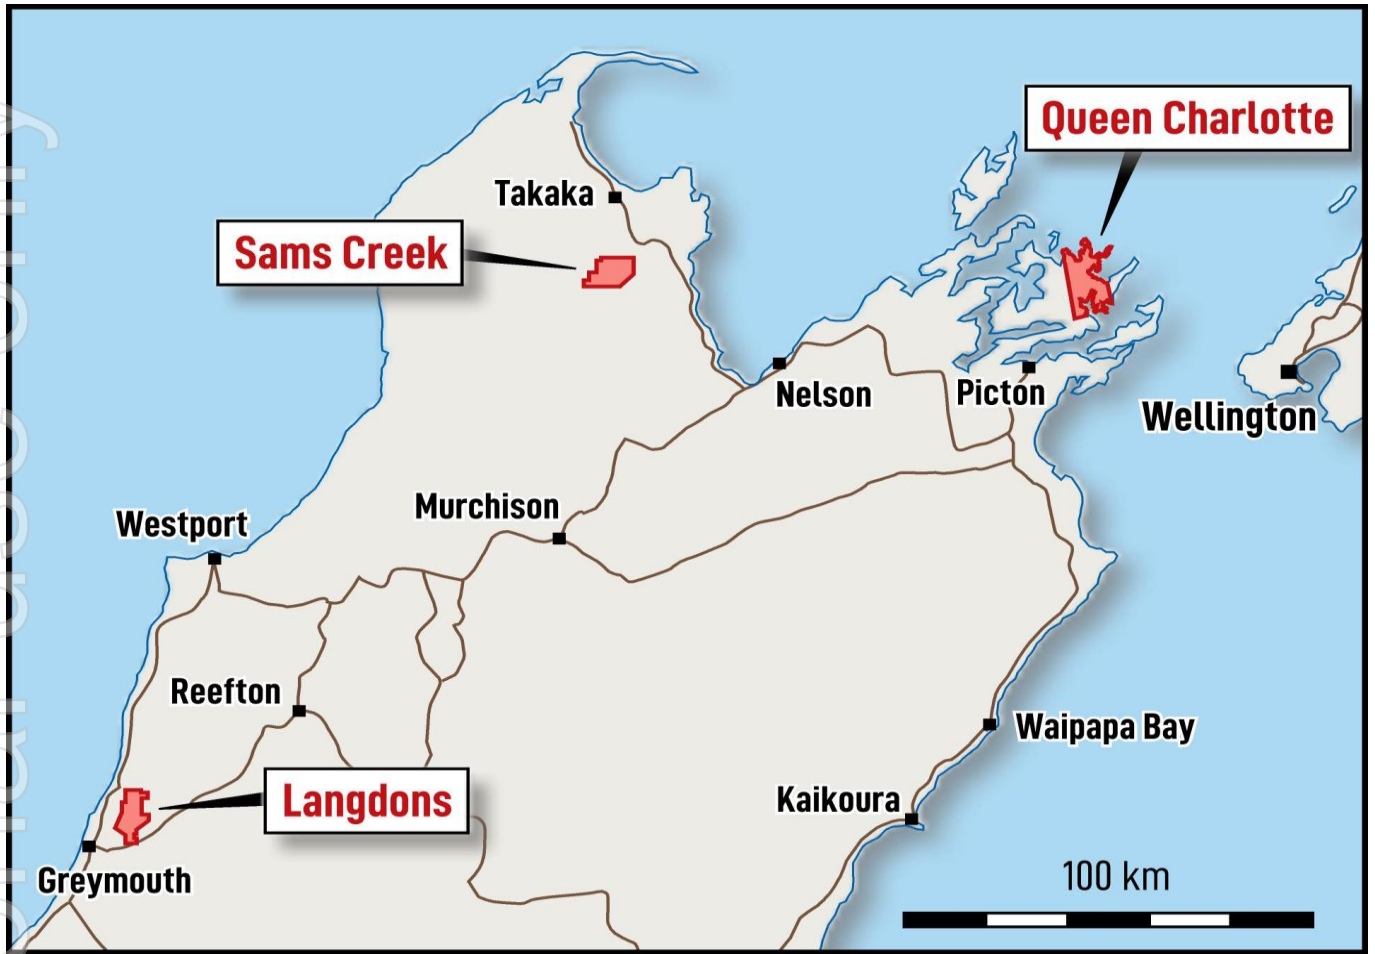 Queen Charlotte
Takaka
Sams Creek
Nelson
Picton
Wellington
Murchison
Westport
Reefton
Waipapa Bay
Langdons
Kaikoura
Greymouth
100 km